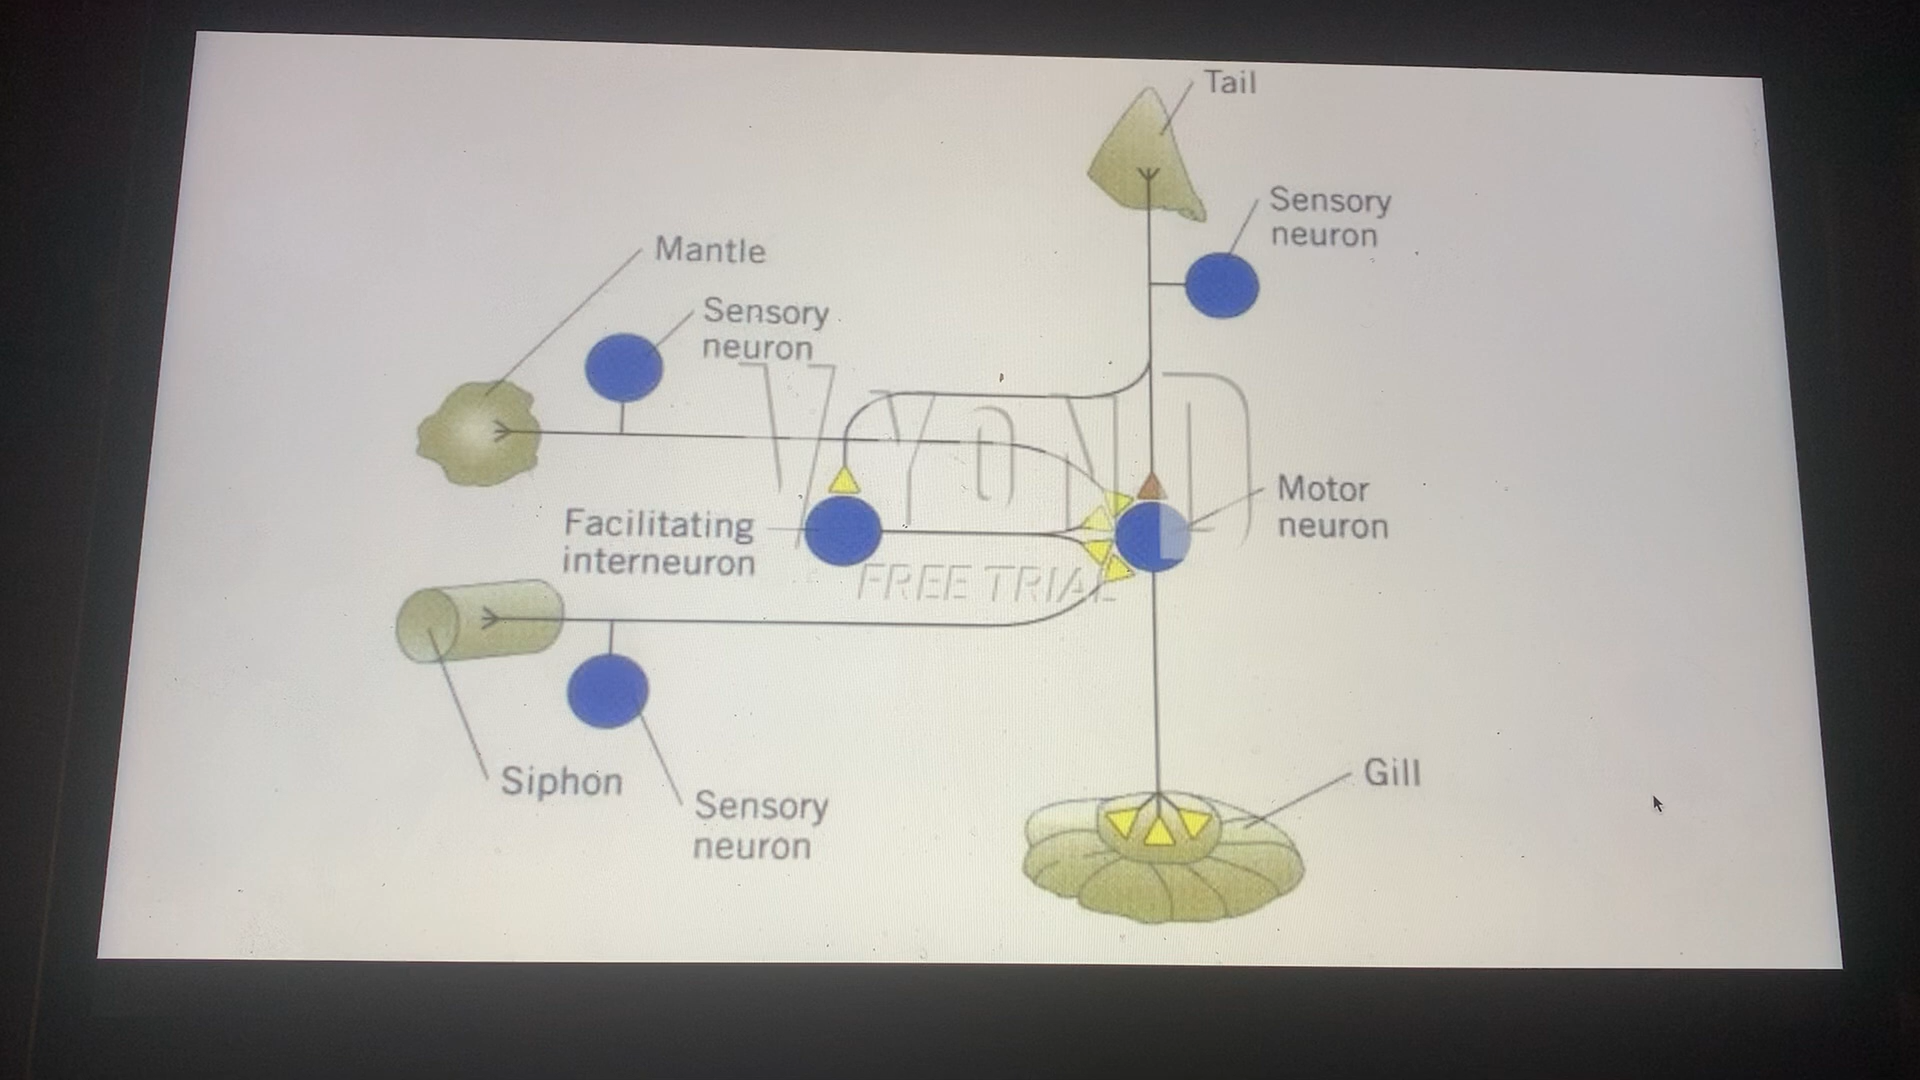 Tail
Sensory
neuron
Mantle
Sensory
neuron
VYOND
Motor
neuron
Facilitating
interneuron
FREE TRIAL
Siphon
Sensory
neuron
Gill